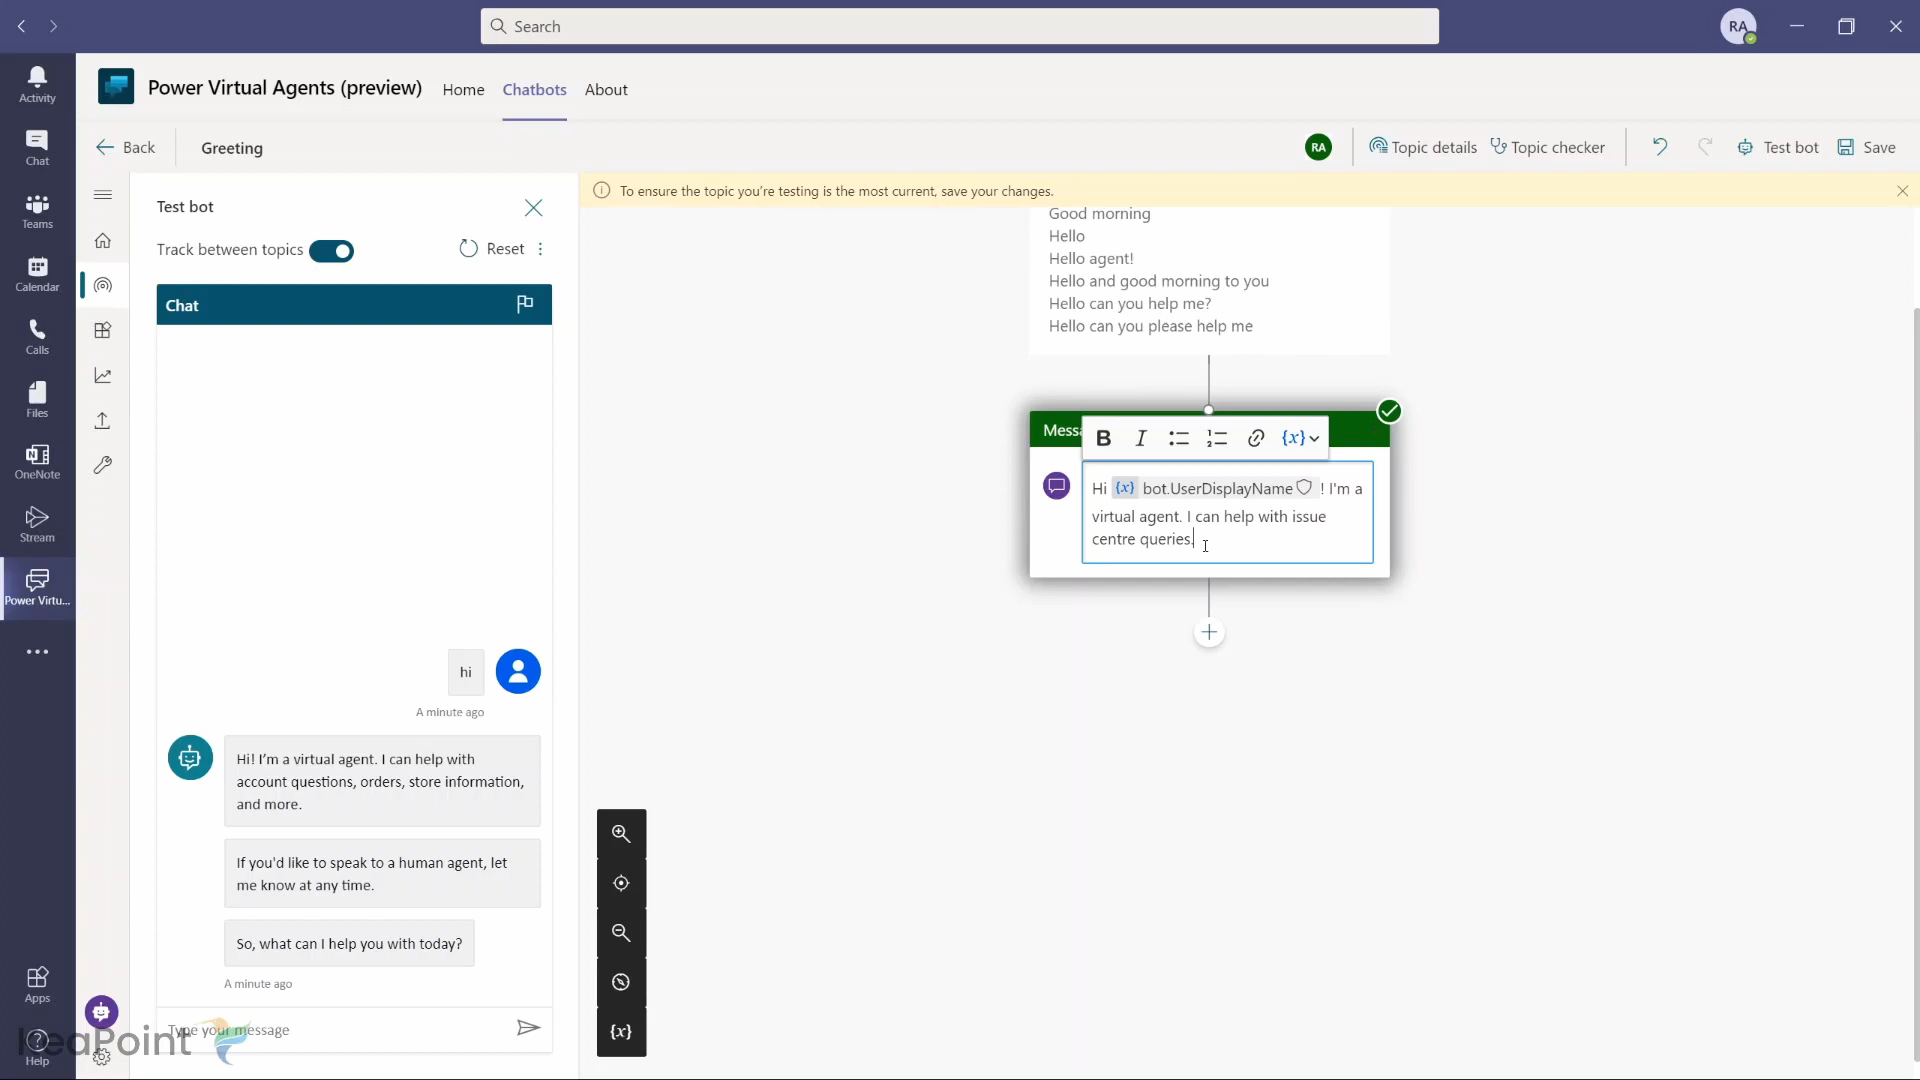 Search
RA
Activity
Chat
Teams
Calendar
Calls
Files
OneNote
Stream
Power Virtu...
Apps
Help
Power Virtual Agents (preview)
Home
Chatbots
About
Back
Greeting
RA
Topic details
Topic checker
Test bot
Save
To ensure the topic you're testing is the most current, save your changes.
Test bot
Track between topics
Reset
Chat
hi
A minute ago
Hi! I'm a virtual agent. I can help with
account questions, orders, store information,
and more.
If you'd like to speak to a human agent, let
me know at any time.
So, what can I help you with today?
A minute ago
Type your message
Good morning
Hello
Hello agent!
Hello and good morning to you
Hello can you help me?
Hello can you please help me
Messa
B I {x}
Hi {x} bot.UserDisplayName ! I'm a
virtual agent. I can help with issue
centre queries.
{x}